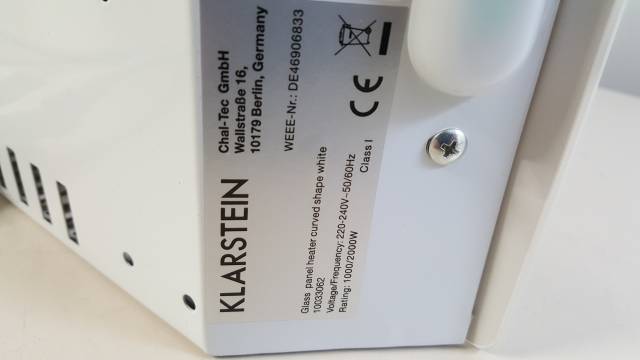 KLARSTEIN
Chal-Tec GmbH
Wallstraße 16,
10179 Berlin, Germany
WEEE-Nr.: DE46906833
Glass panel heater curved shape white
10033062
Voltage/Frequency: 220-240V~50/60Hz
Rating: 1000/2000W
Class I
CE